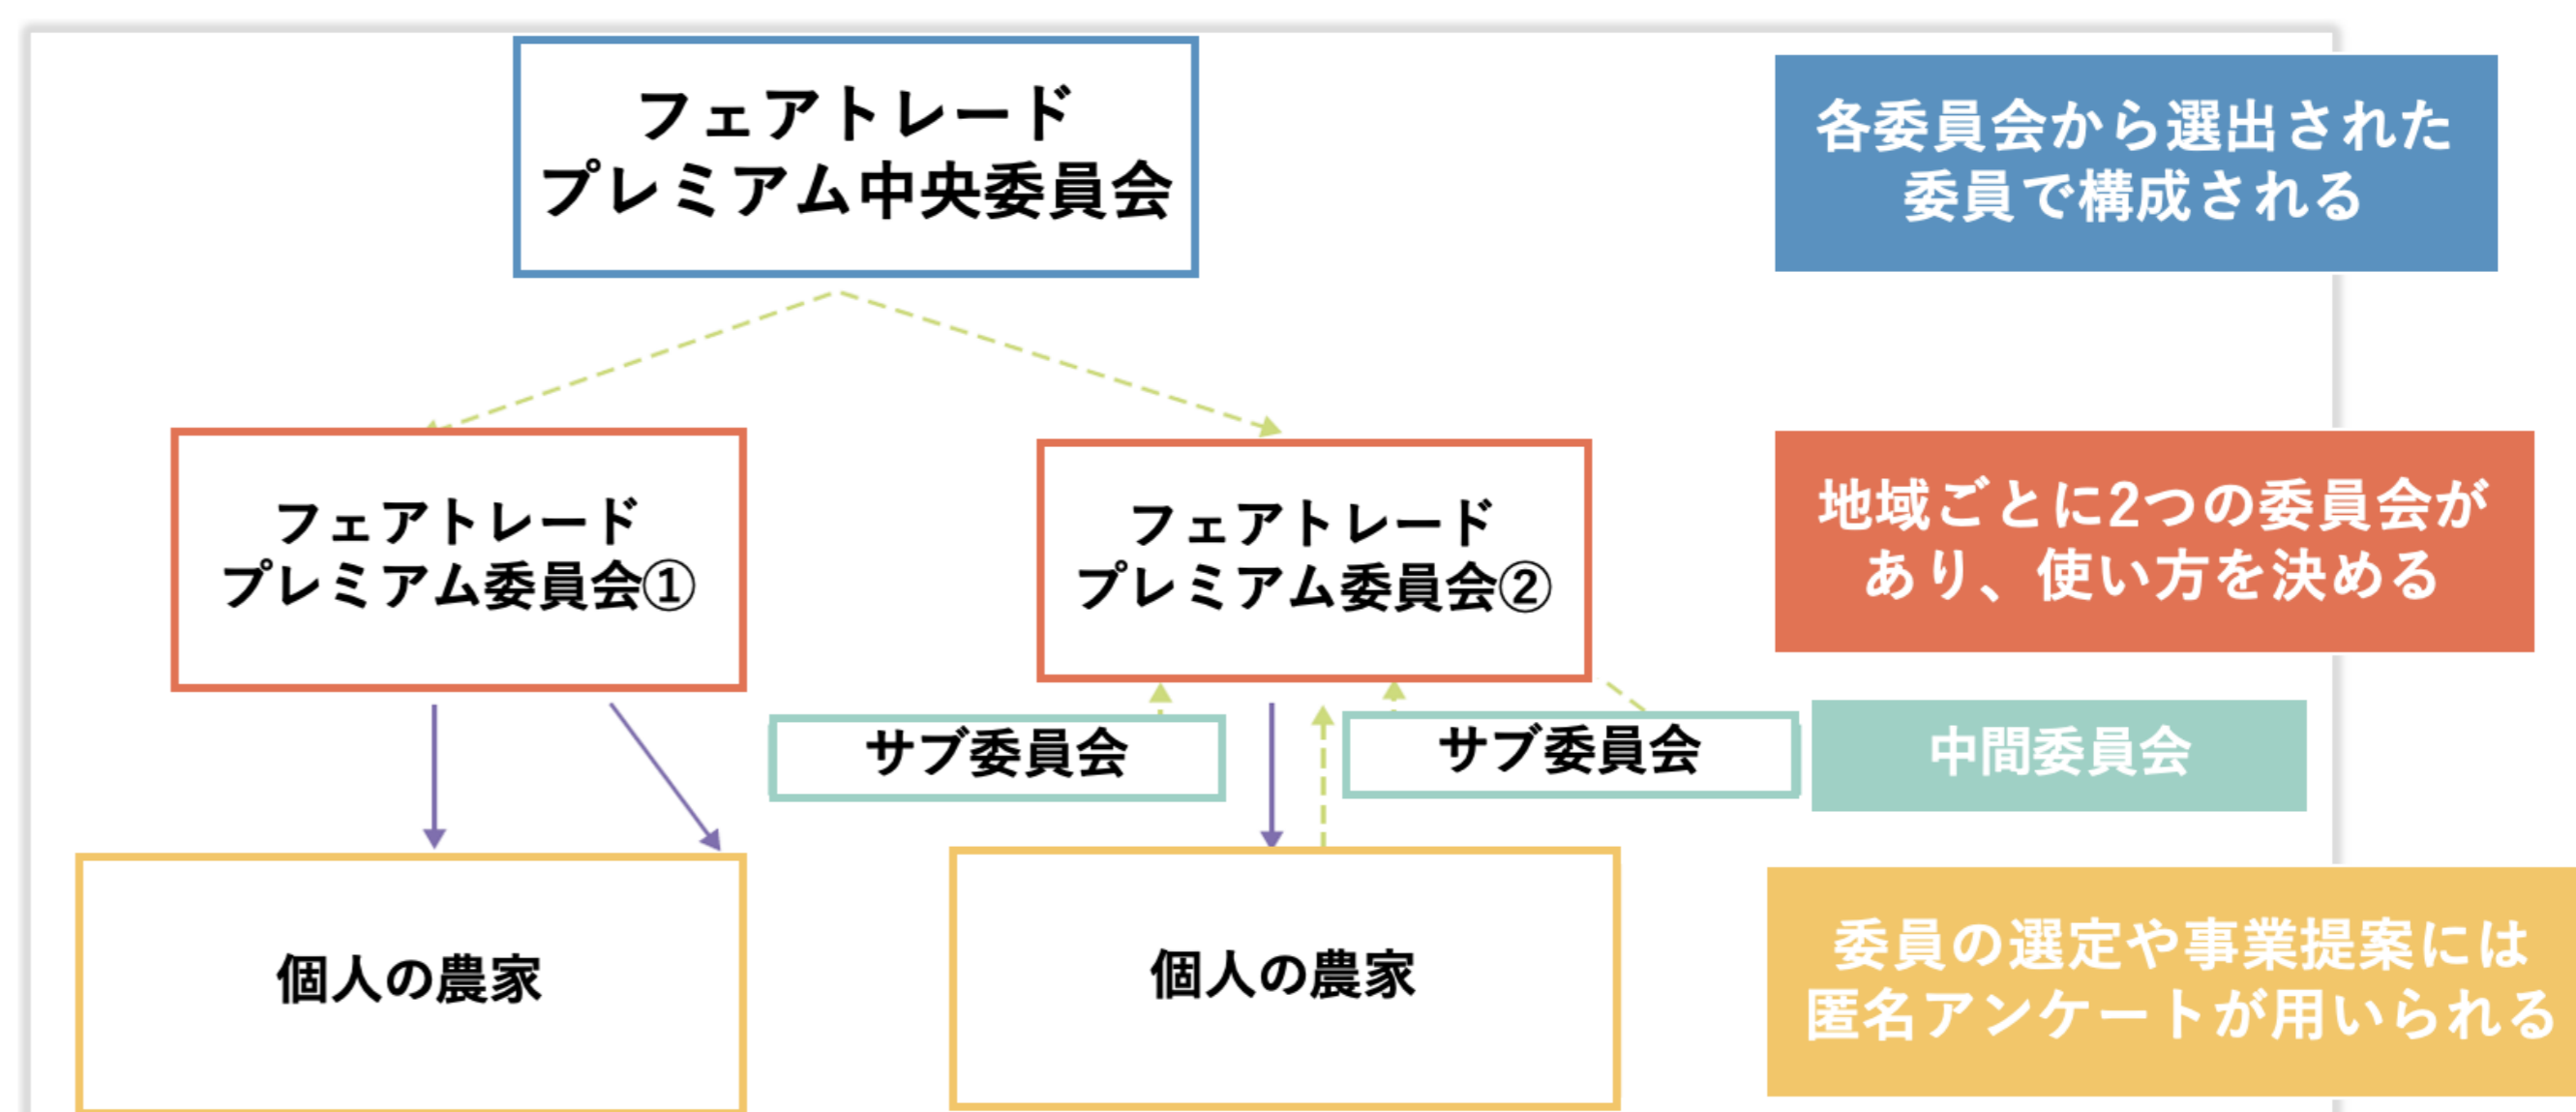 フェアトレード
プレミアム中央委員会
各委員会から選出された
委員で構成される
フェアトレード
プレミアム委員会①
フェアトレード
プレミアム委員会②
地域ごとに2つの委員会が
あり、使い方を決める
サブ委員会
サブ委員会
中間委員会
個人の農家
個人の農家
委員の選定や事業提案には
匿名アンケートが用いられる